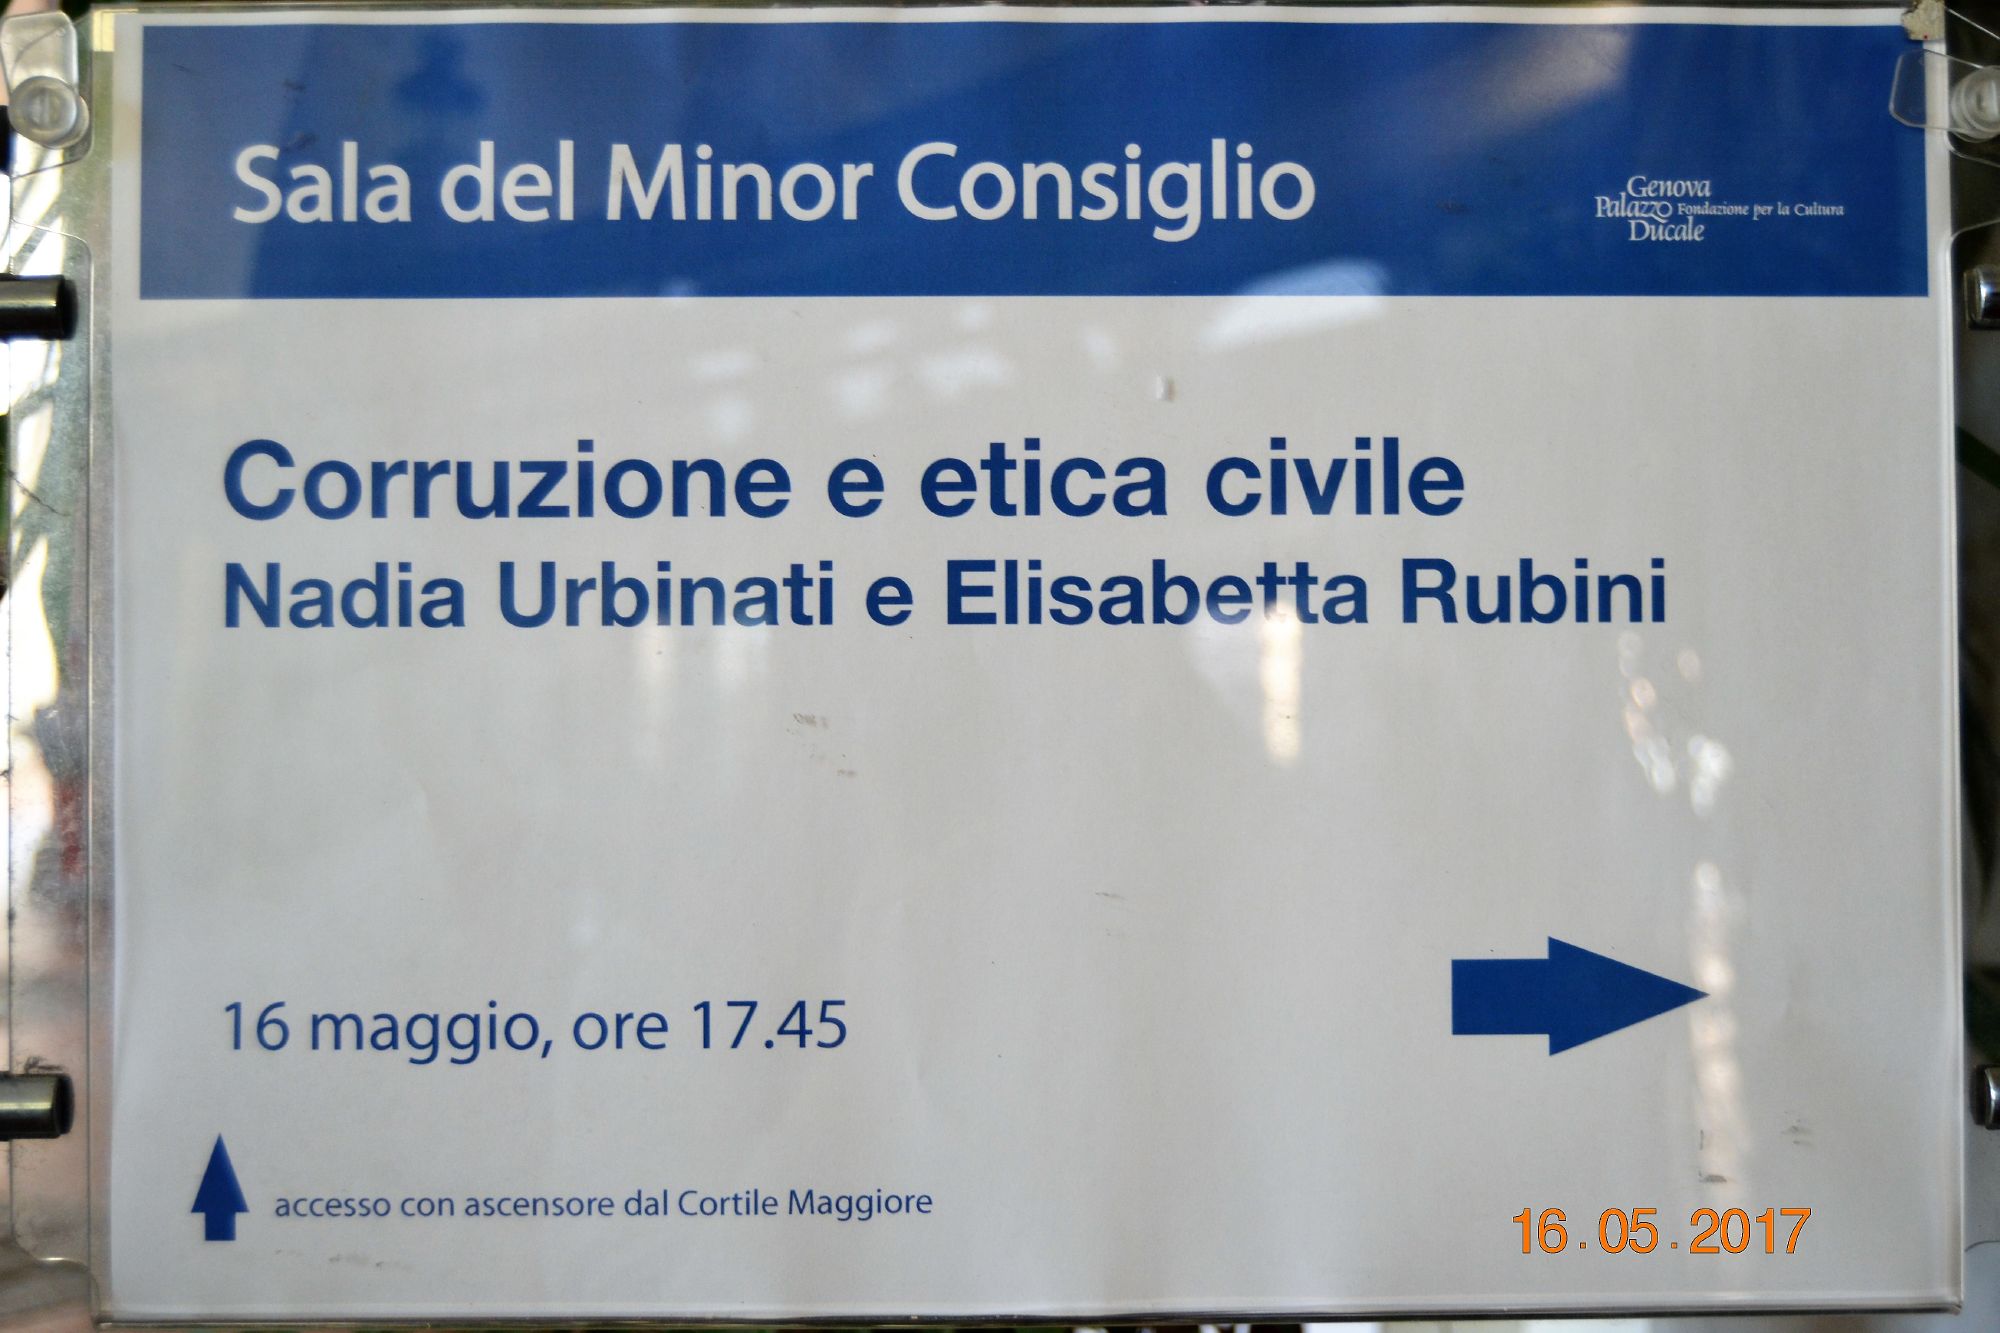 Sala del Minor Consiglio
Genova
Palazzo Fondazione per la Cultura
Ducale
Corruzione e etica civile
Nadia Urbinati e Elisabetta Rubini
16 maggio, ore 17.45
accesso con ascensore dal Cortile Maggiore
16.05.2017